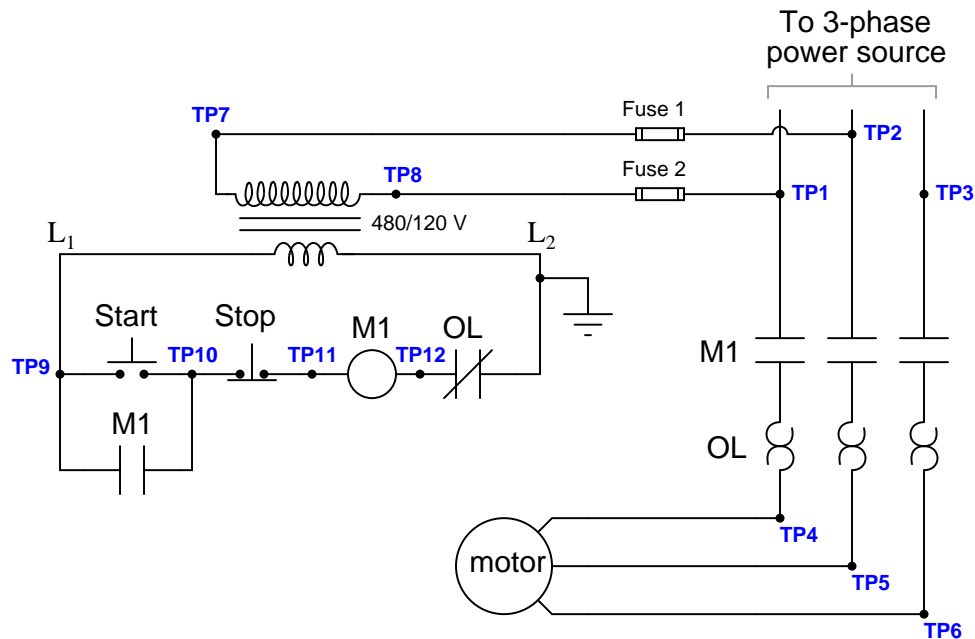 To 3-phase
power source
TP7
Fuse 1
TP2
TP8
Fuse 2
TP1
TP3
480/120 V
L1
L2
Start
Stop
M1
OL
TP9
TP10
TP11
TP12
M1
M1
OL
TP4
motor
TP5
TP6